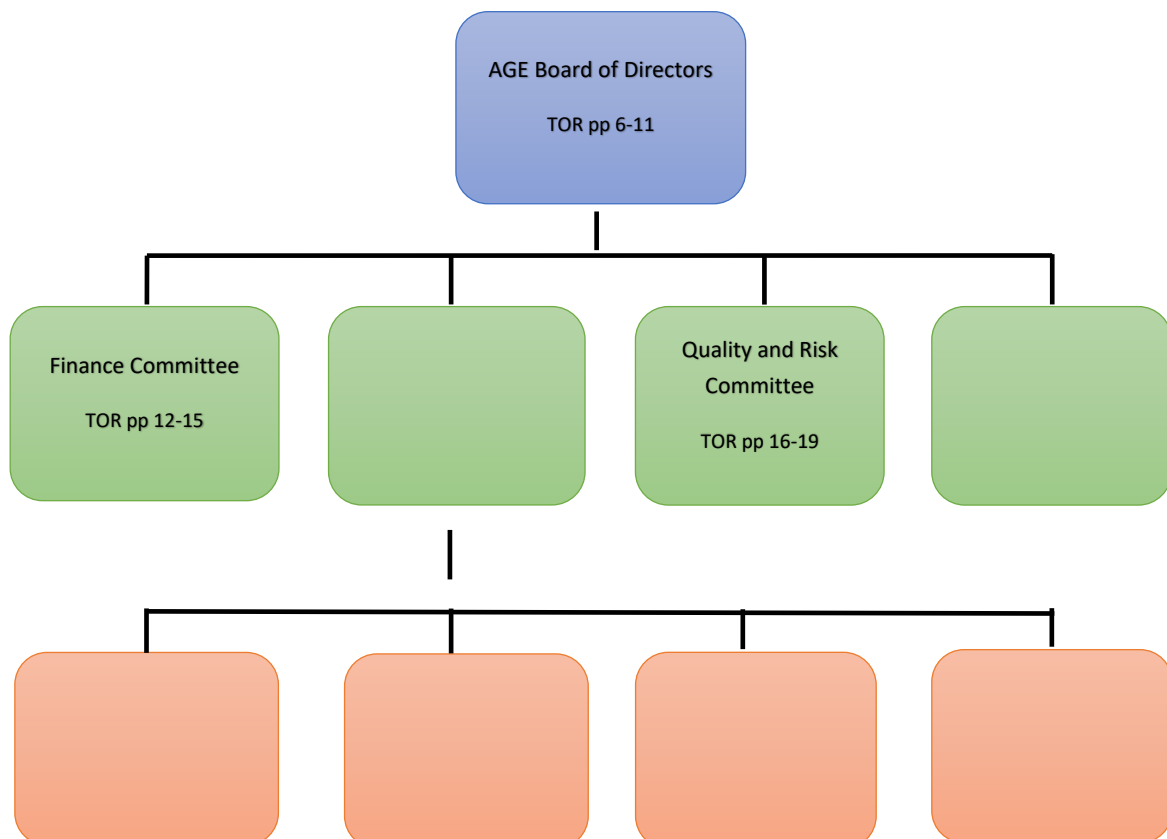 AGE Board of Directors
TOR pp 6-11
Finance Committee
TOR pp 12-15
Quality and Risk
Committee
TOR pp 16-19